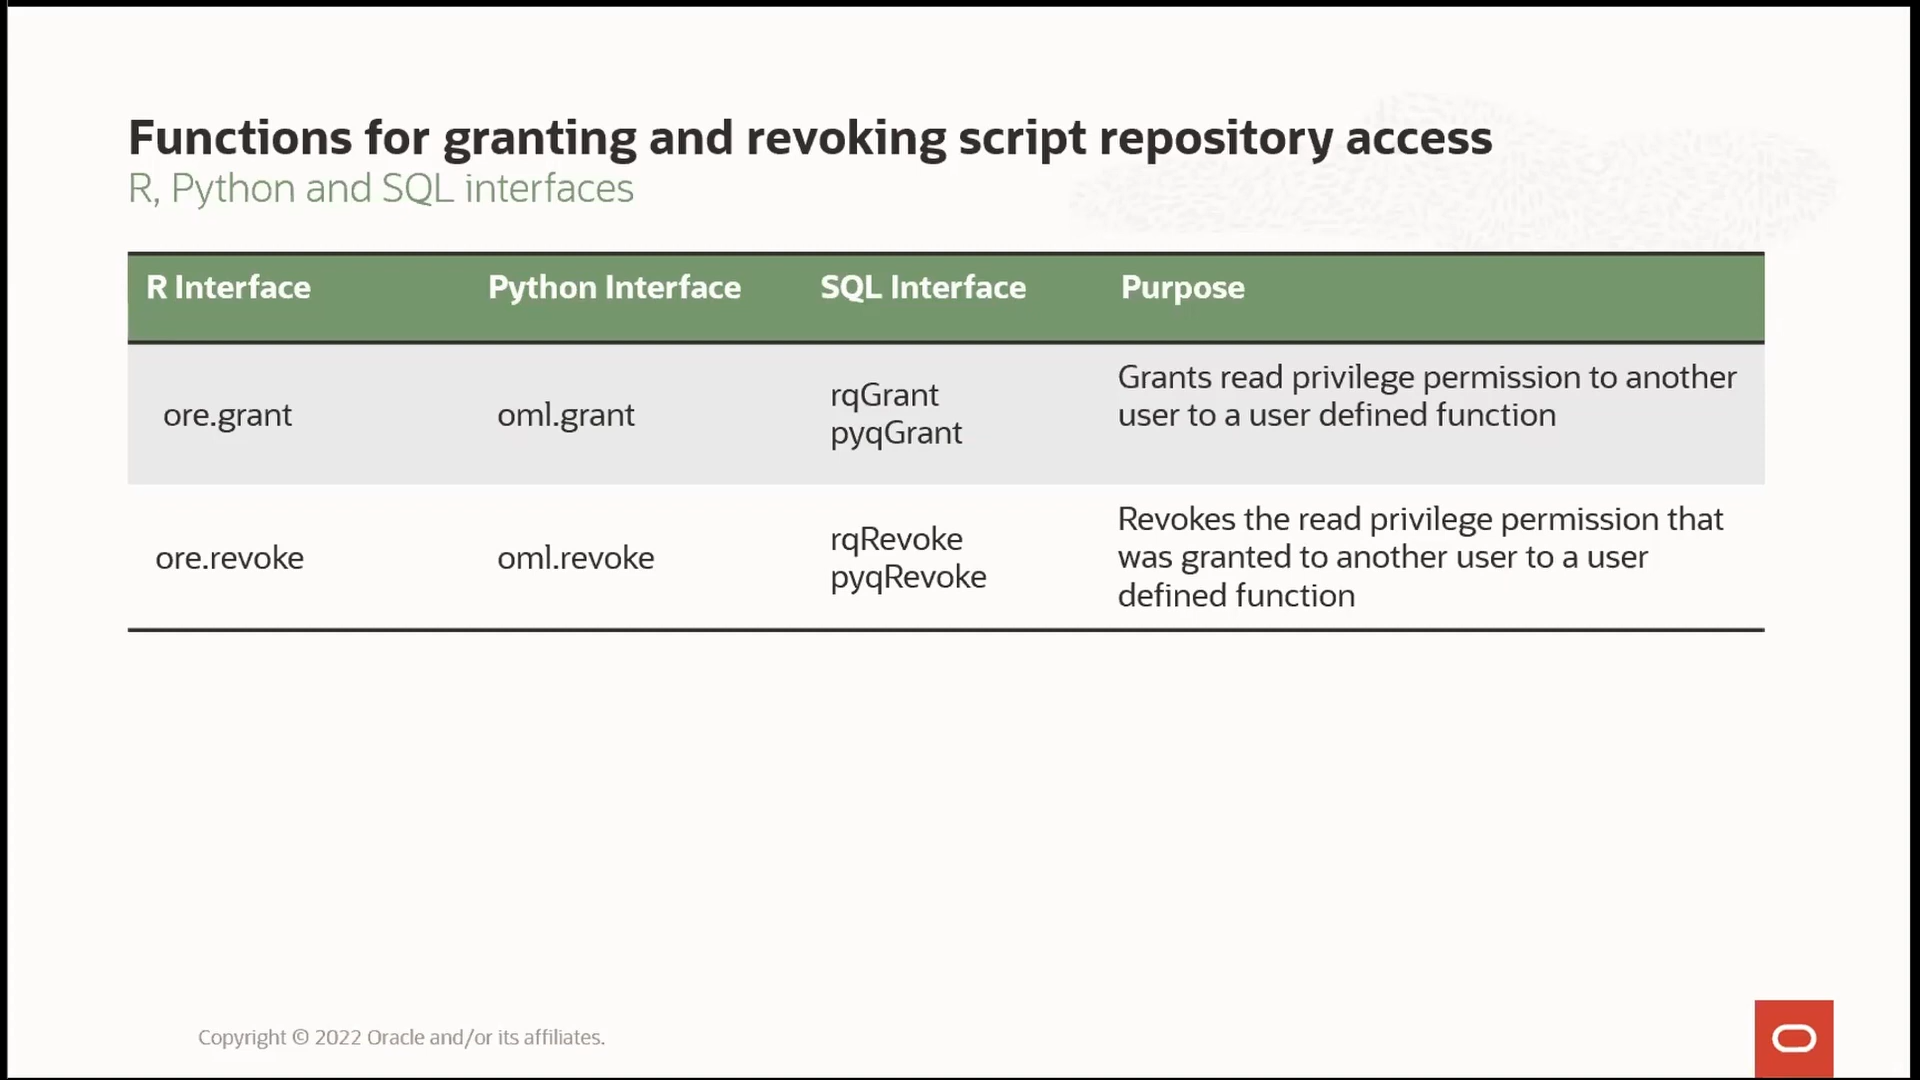 Functions for granting and revoking script repository access
R, Python and SQL interfaces
R Interface
Python Interface
SQL Interface
Purpose
ore.grant
oml.grant
rqGrant
pyqGrant
Grants read privilege permission to another
user to a user defined function
ore.revoke
oml.revoke
rqRevoke
pyqRevoke
Revokes the read privilege permission that
was granted to another user to a user
defined function
Copyright © 2022 Oracle and/or its affiliates.